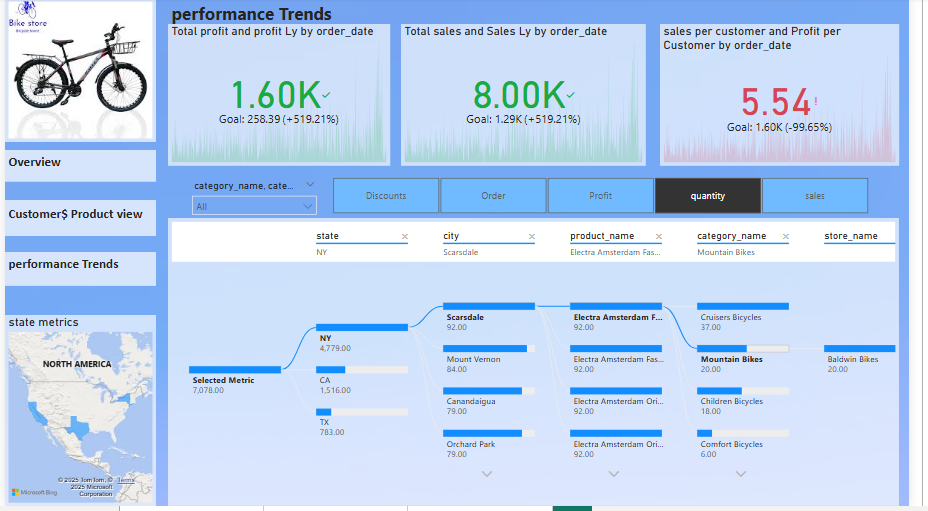 Bike store
performance Trends
Total profit and profit Ly by order_date
1.60K
Goal: 258.39 (+519.21%)
Total sales and Sales Ly by order_date
8.00K
Goal: 1.29K (+519.21%)
sales per customer and Profit per
Customer by order_date
5.54!
Goal: 1.60K (-99.65%)
Overview
Customer$ Product view
performance Trends
category_name, cate...
All
Discounts
Order
Profit
quantity
sales
state
NY
city
Scarsdale
product_name
Electra Amsterdam Fas...
category_name
Mountain Bikes
store_name
Selected Metric
7,078.00
NY
4,779.00
CA
1,516.00
TX
783.00
Scarsdale
92.00
Mount Vernon
84.00
Canandaigua
79.00
Orchard Park
79.00
Electra Amsterdam F...
92.00
Electra Amsterdam Fas...
92.00
Electra Amsterdam Ori...
92.00
Electra Amsterdam Ori...
92.00
Cruisers Bicycles
37.00
Mountain Bikes
20.00
Children Bicycles
18.00
Comfort Bicycles
6.00
Baldwin Bikes
20.00
state metrics
NORTH AMERICA
© 2025 TomTom, ©
2025 Microsoft
Corporation
Terms
Microsoft Bing